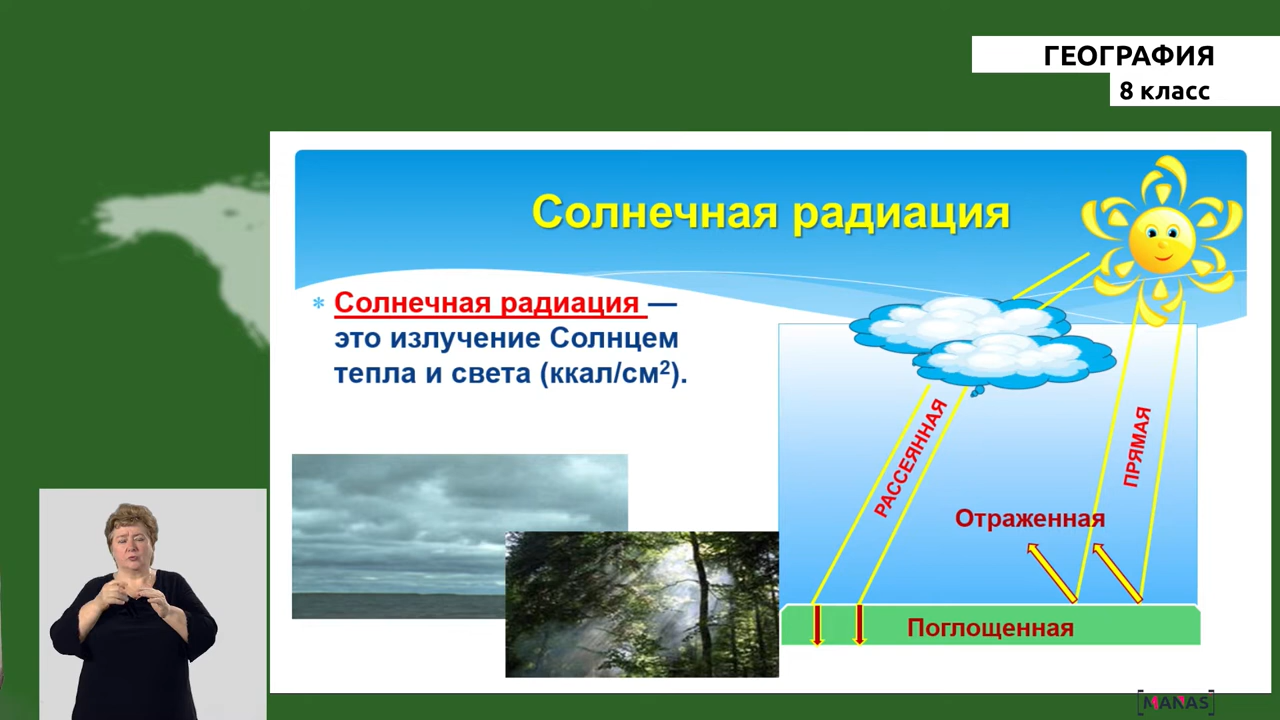 ГЕОГРАФИЯ
8 класс
Солнечная радиация
Солнечная радиация —
это излучение Солнцем
тепла и света (ккал/см²).
РАССЕЯННАЯ
ПРЯМАЯ
Отраженная
Поглощенная
MANAS